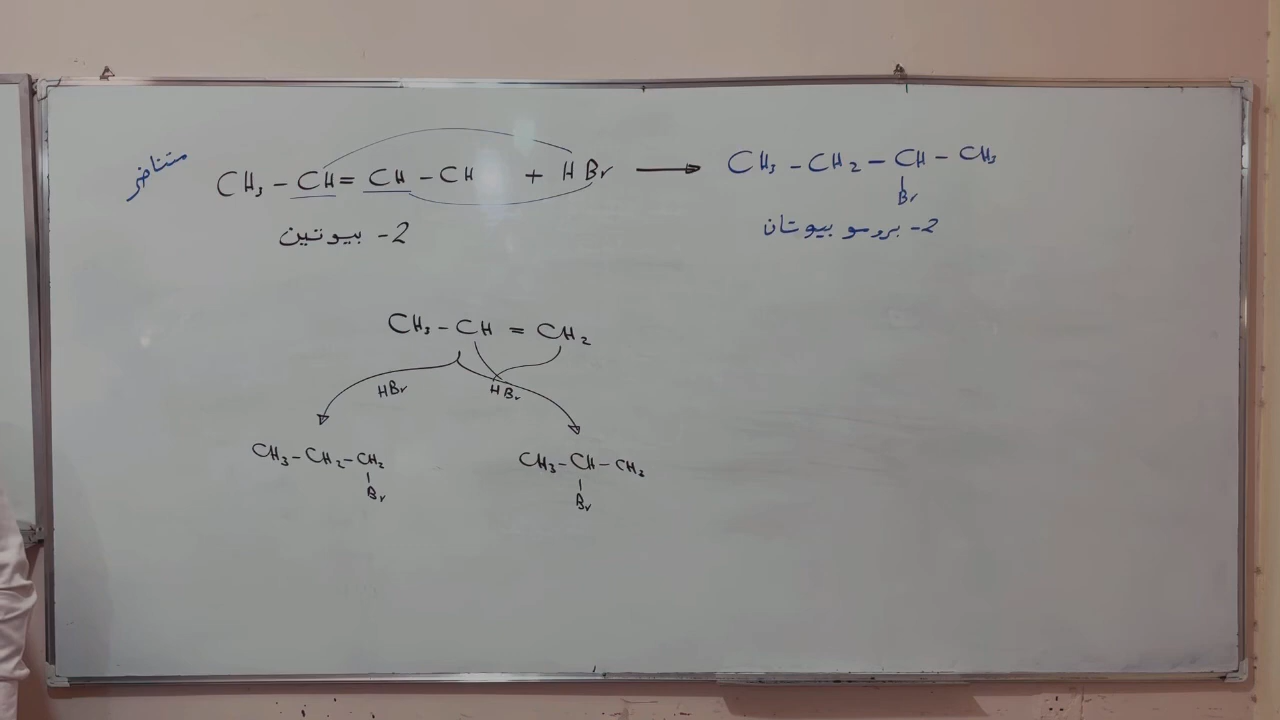 متناظر
CH₃ – CH = CH – CH + HBr ⟶ CH₃ – CH₂ – CH – CH₃
Br
2- بيوتين
2- برومو بيوتان
CH₃ – CH = CH₂
HBr HBr
CH₃ – CH₂ – CH₂ CH₃ – CH – CH₂
Br Br